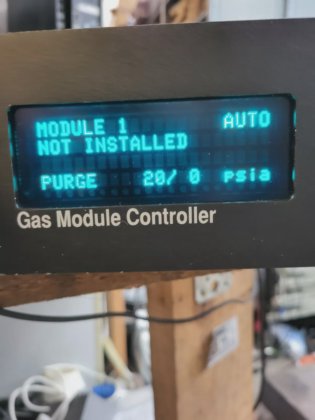 MODULE 1 AUTO
NOT INSTALLED
PURGE 20/ 0 psia
Gas Module Controller